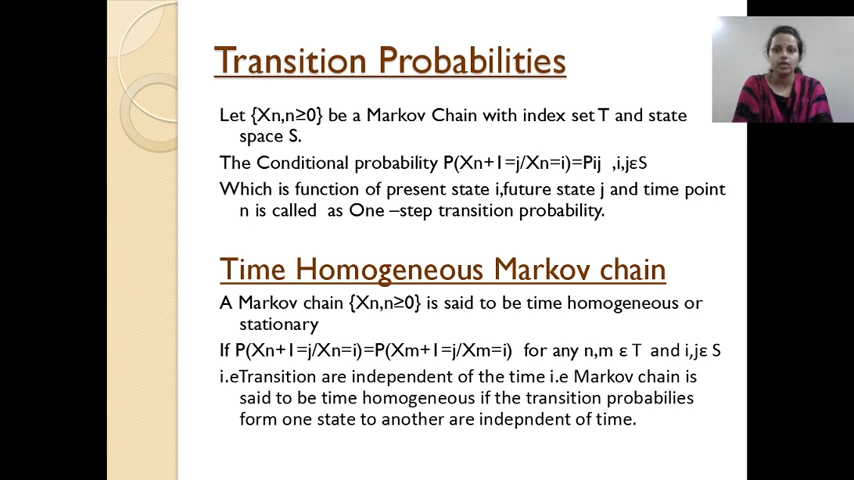 Transition Probabilities
Let {Xn,n≥0} be a Markov Chain with index set T and state
space S.
The Conditional probability P(Xn+1=j/Xn=i)=Pij ,i,jεS
Which is function of present state i,future state j and time point
n is called as One –step transition probability.
Time Homogeneous Markov chain
A Markov chain {Xn,n≥0} is said to be time homogeneous or
stationary
If P(Xn+1=j/Xn=i)=P(Xm+1=j/Xm=i) for any n,m ε T and i,jε S
i.eTransition are independent of the time i.e Markov chain is
said to be time homogeneous if the transition probabilies
form one state to another are indepndent of time.